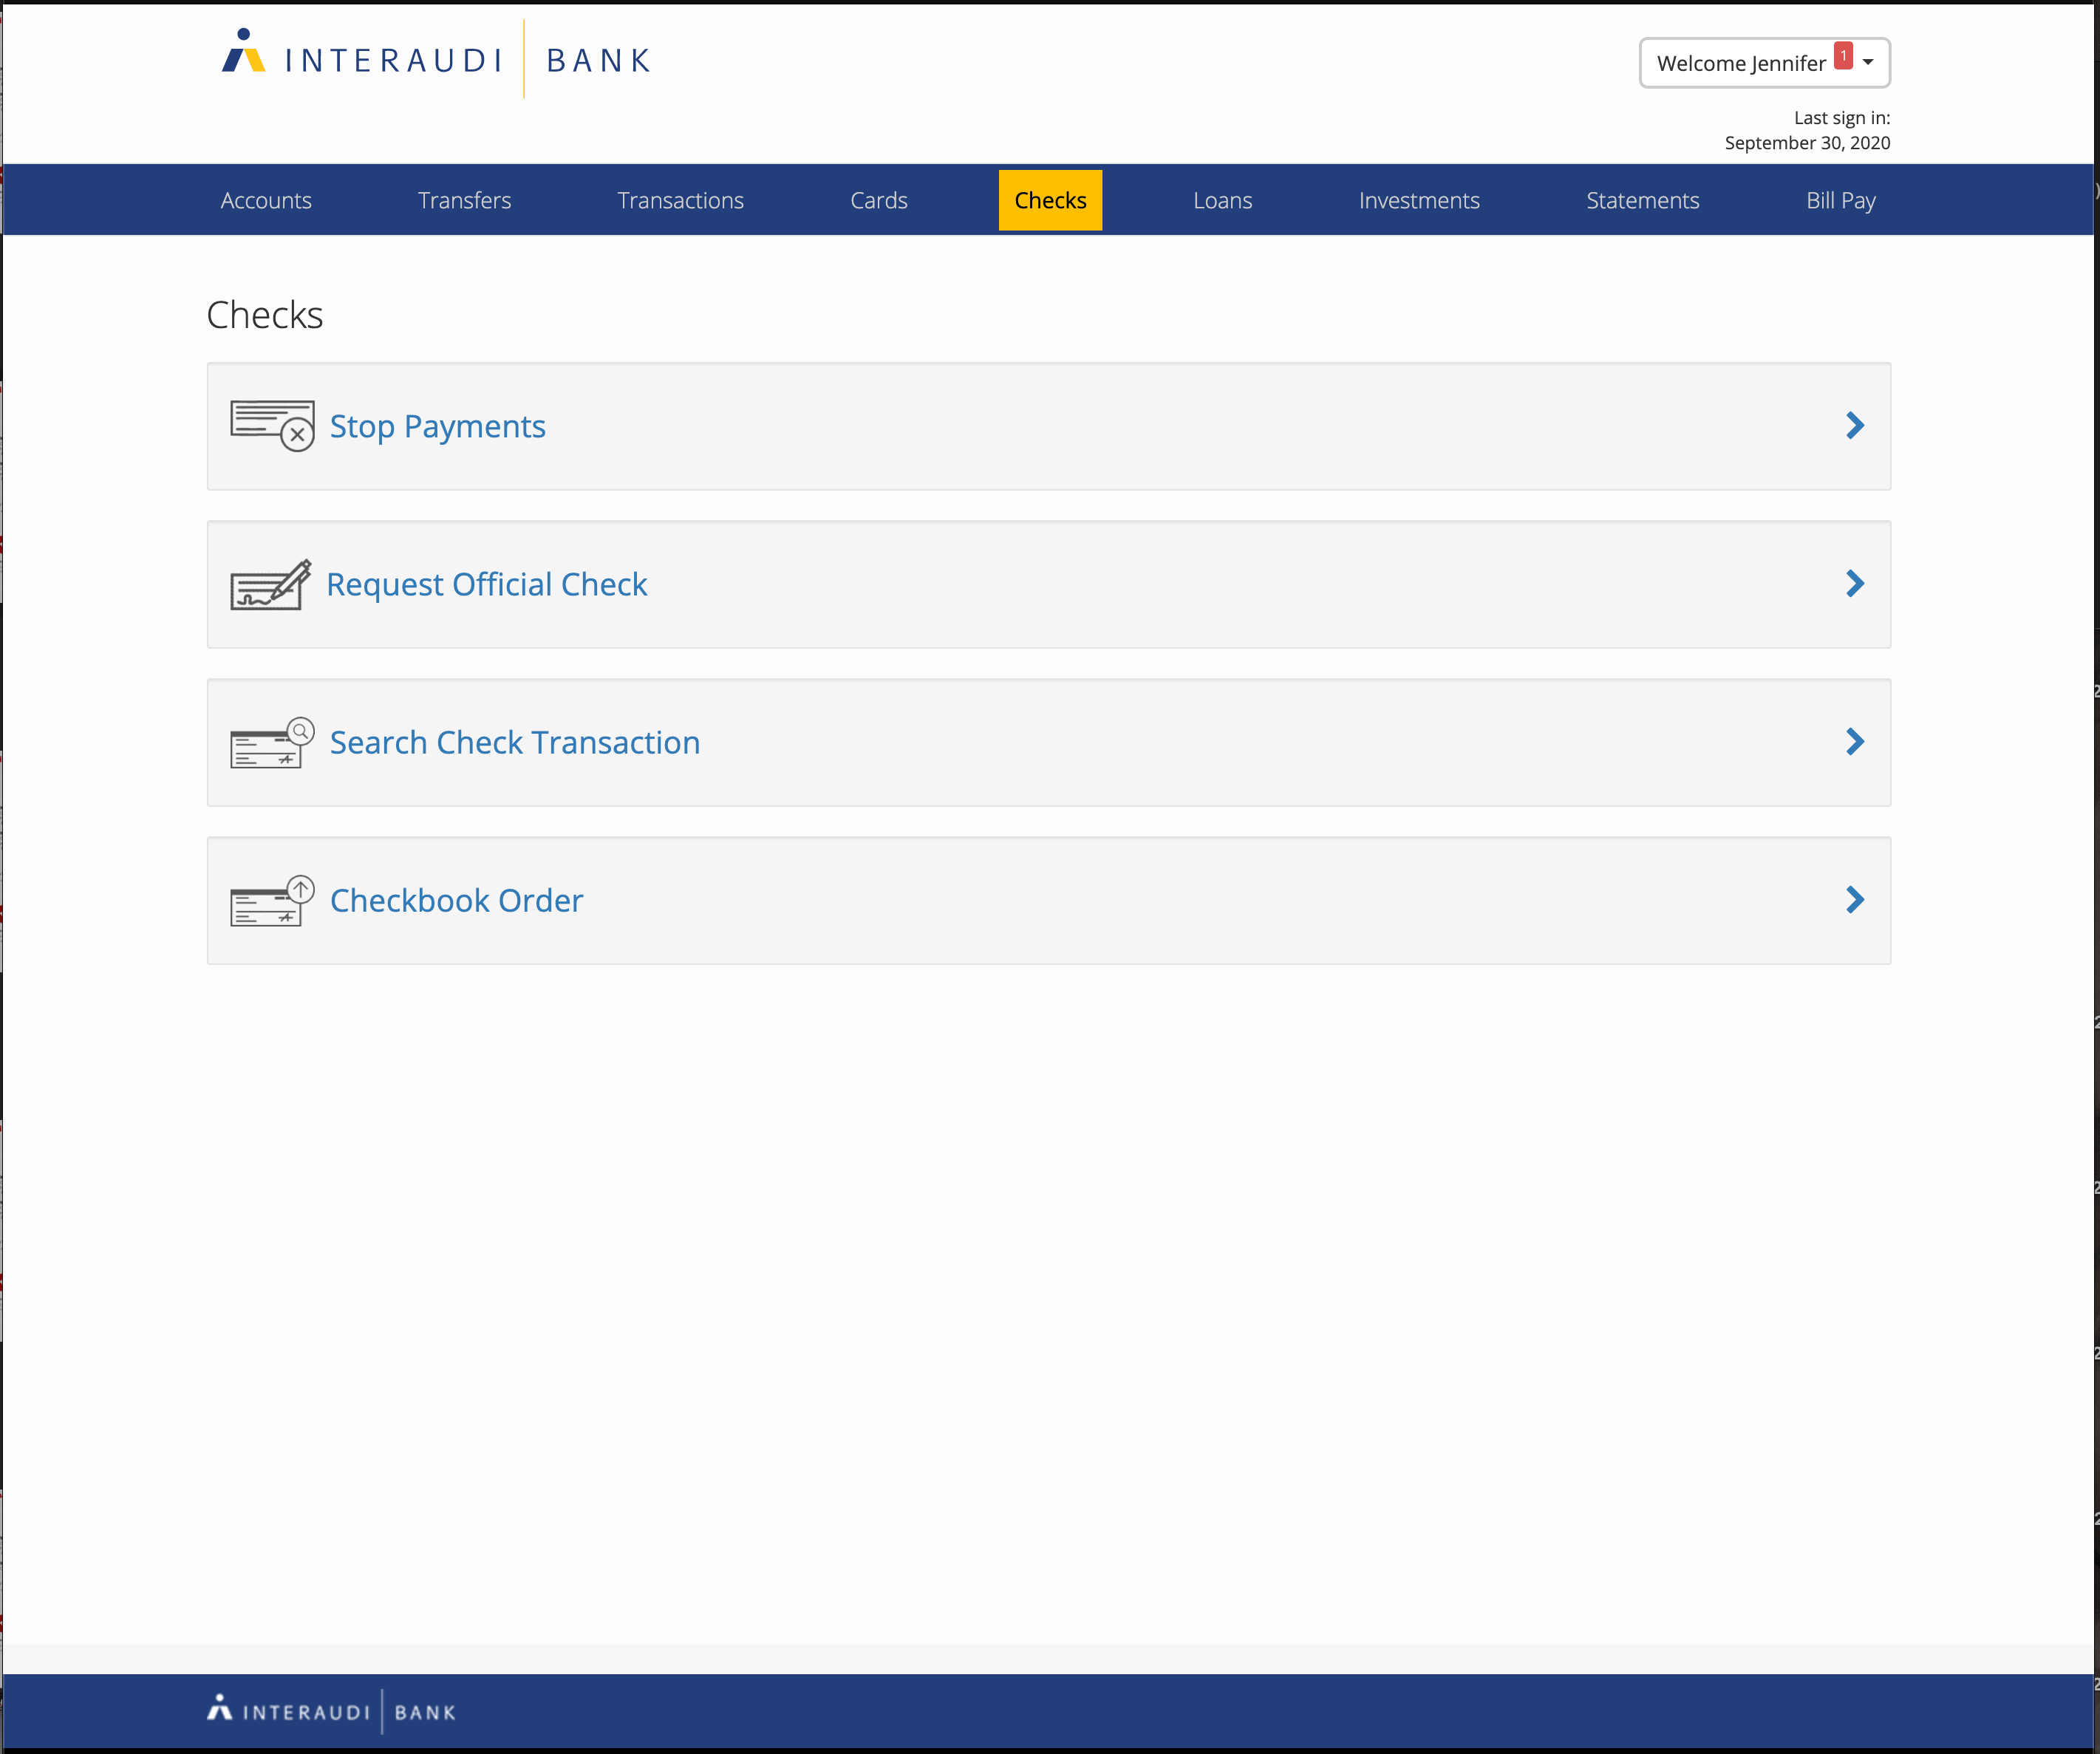 INTERAUDI BANK
Welcome Jennifer 1
Last sign in:
September 30, 2020
Accounts Transfers Transactions Cards Checks Loans Investments Statements Bill Pay
Checks
Stop Payments
Request Official Check
Search Check Transaction
Checkbook Order
INTERAUDI BANK